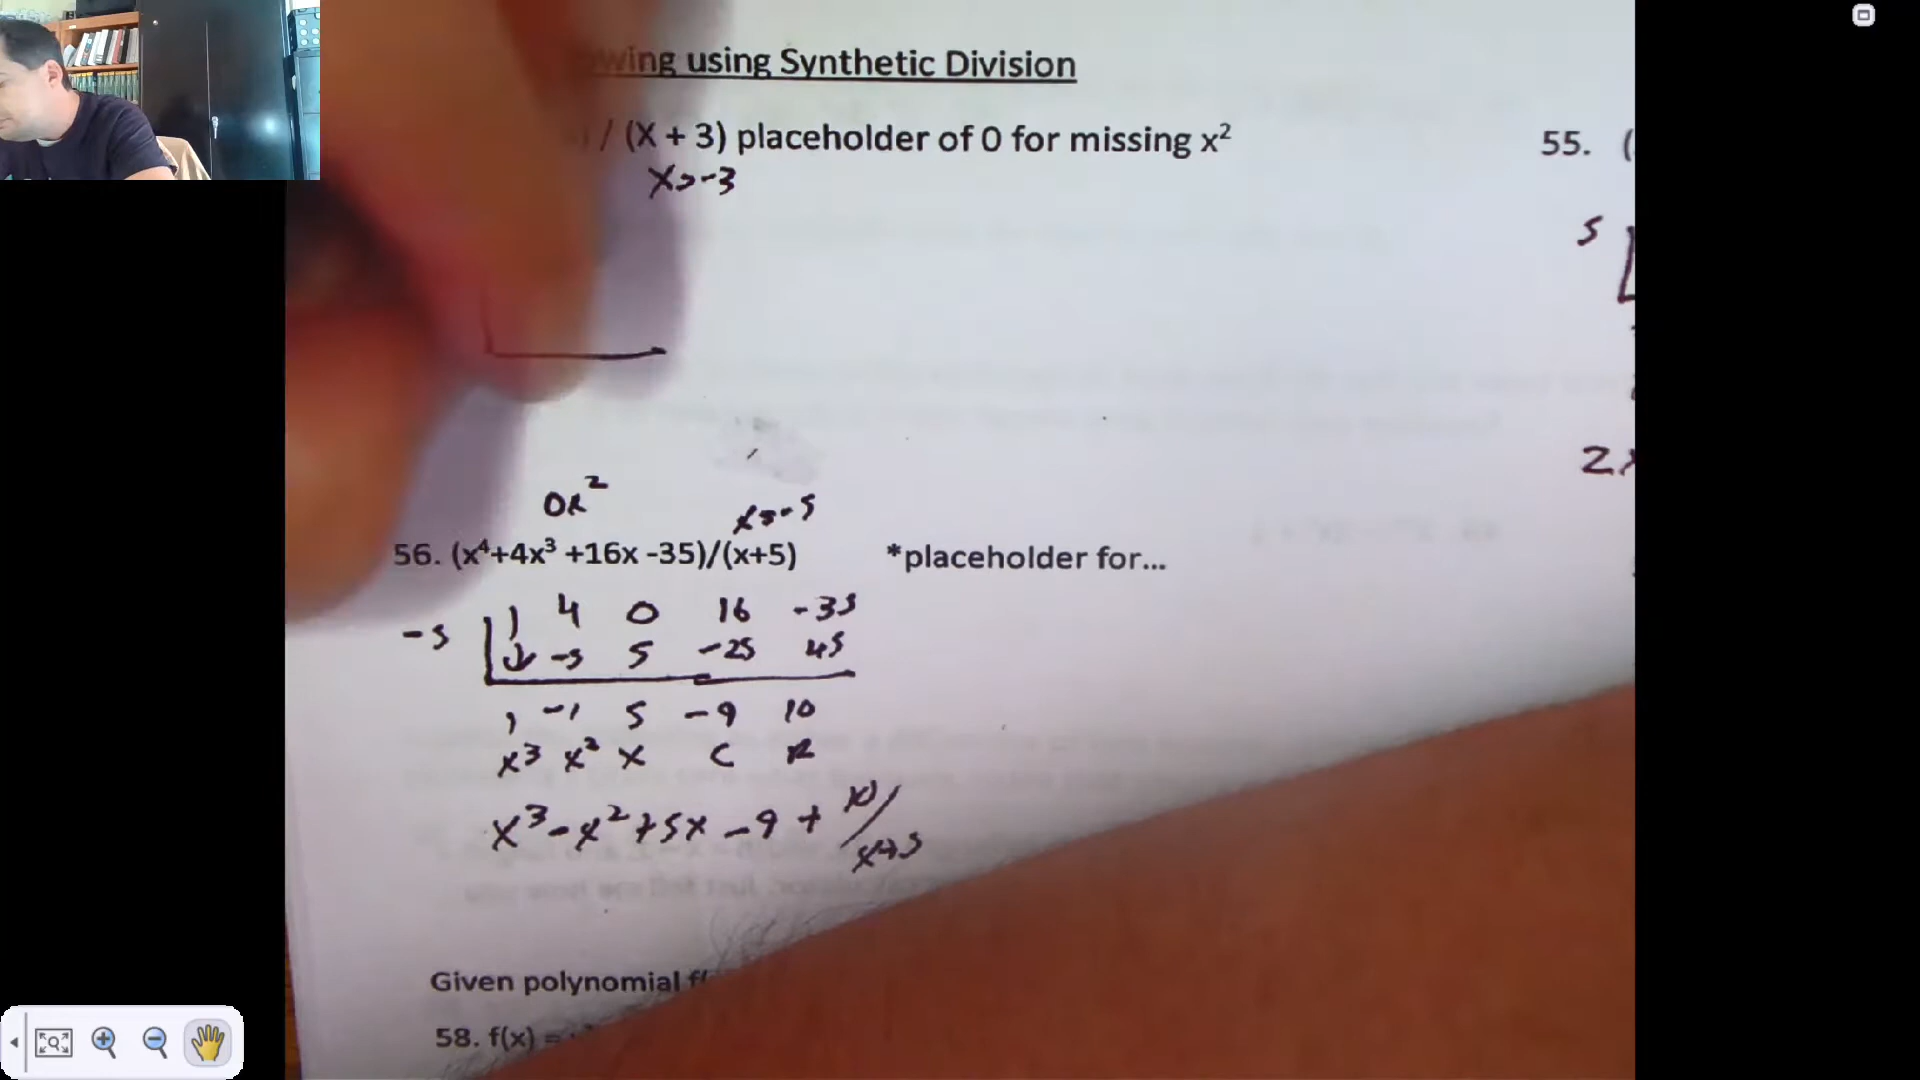 wing using Synthetic Division
/ (X + 3) placeholder of 0 for missing x²
x=-3
55. (
5
0x²
x=-5
56. (x⁴+4x³ +16x -35)/(x+5) *placeholder for...
-5 1 4 0 16 -35
-5 5 -25 45
1 -1 5 -9 10
x³ x² x C R
x³-x²+5x-9+10/x+5
Given polynomial f(
58. f(x) =